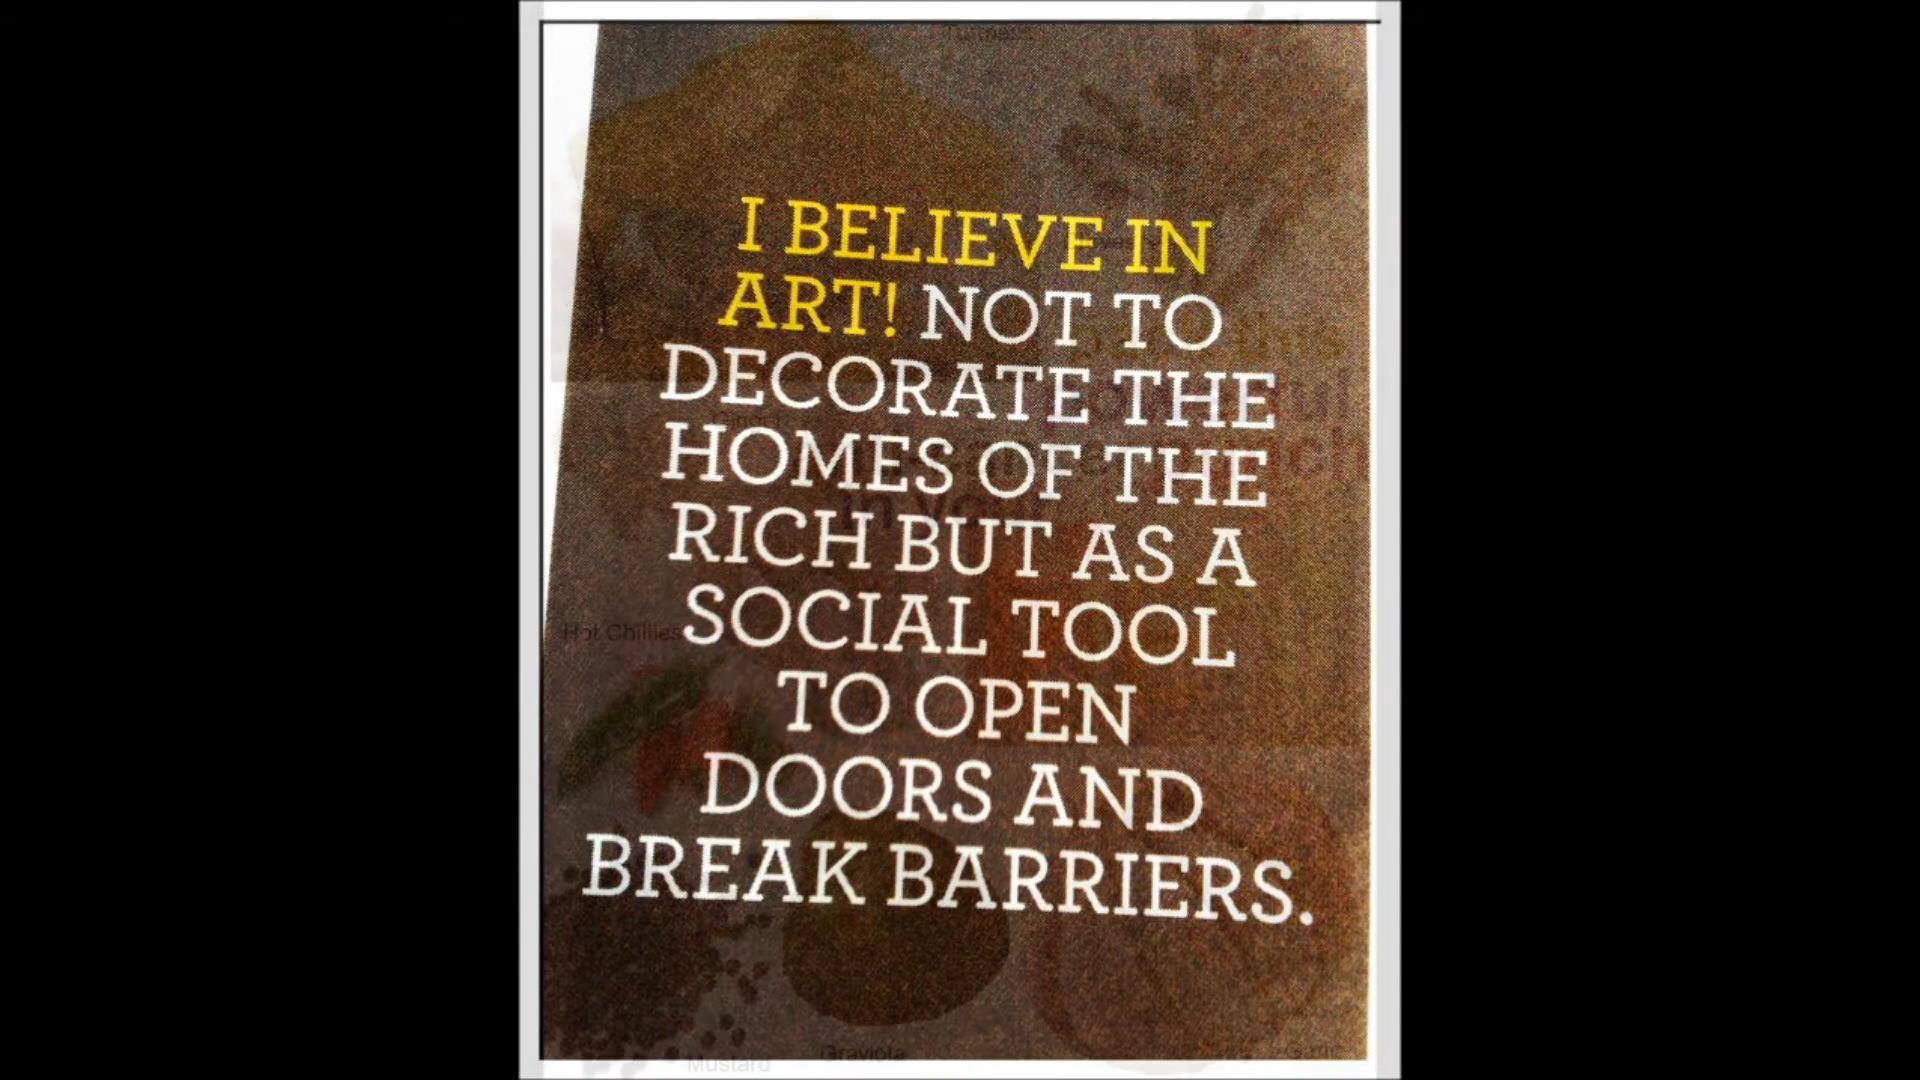 I BELIEVE IN
ART! NOT TO
DECORATE THE
HOMES OF THE
RICH BUT AS A
SOCIAL TOOL
TO OPEN
DOORS AND
BREAK BARRIERS.
Hot Chillies
Graviola
Mustard